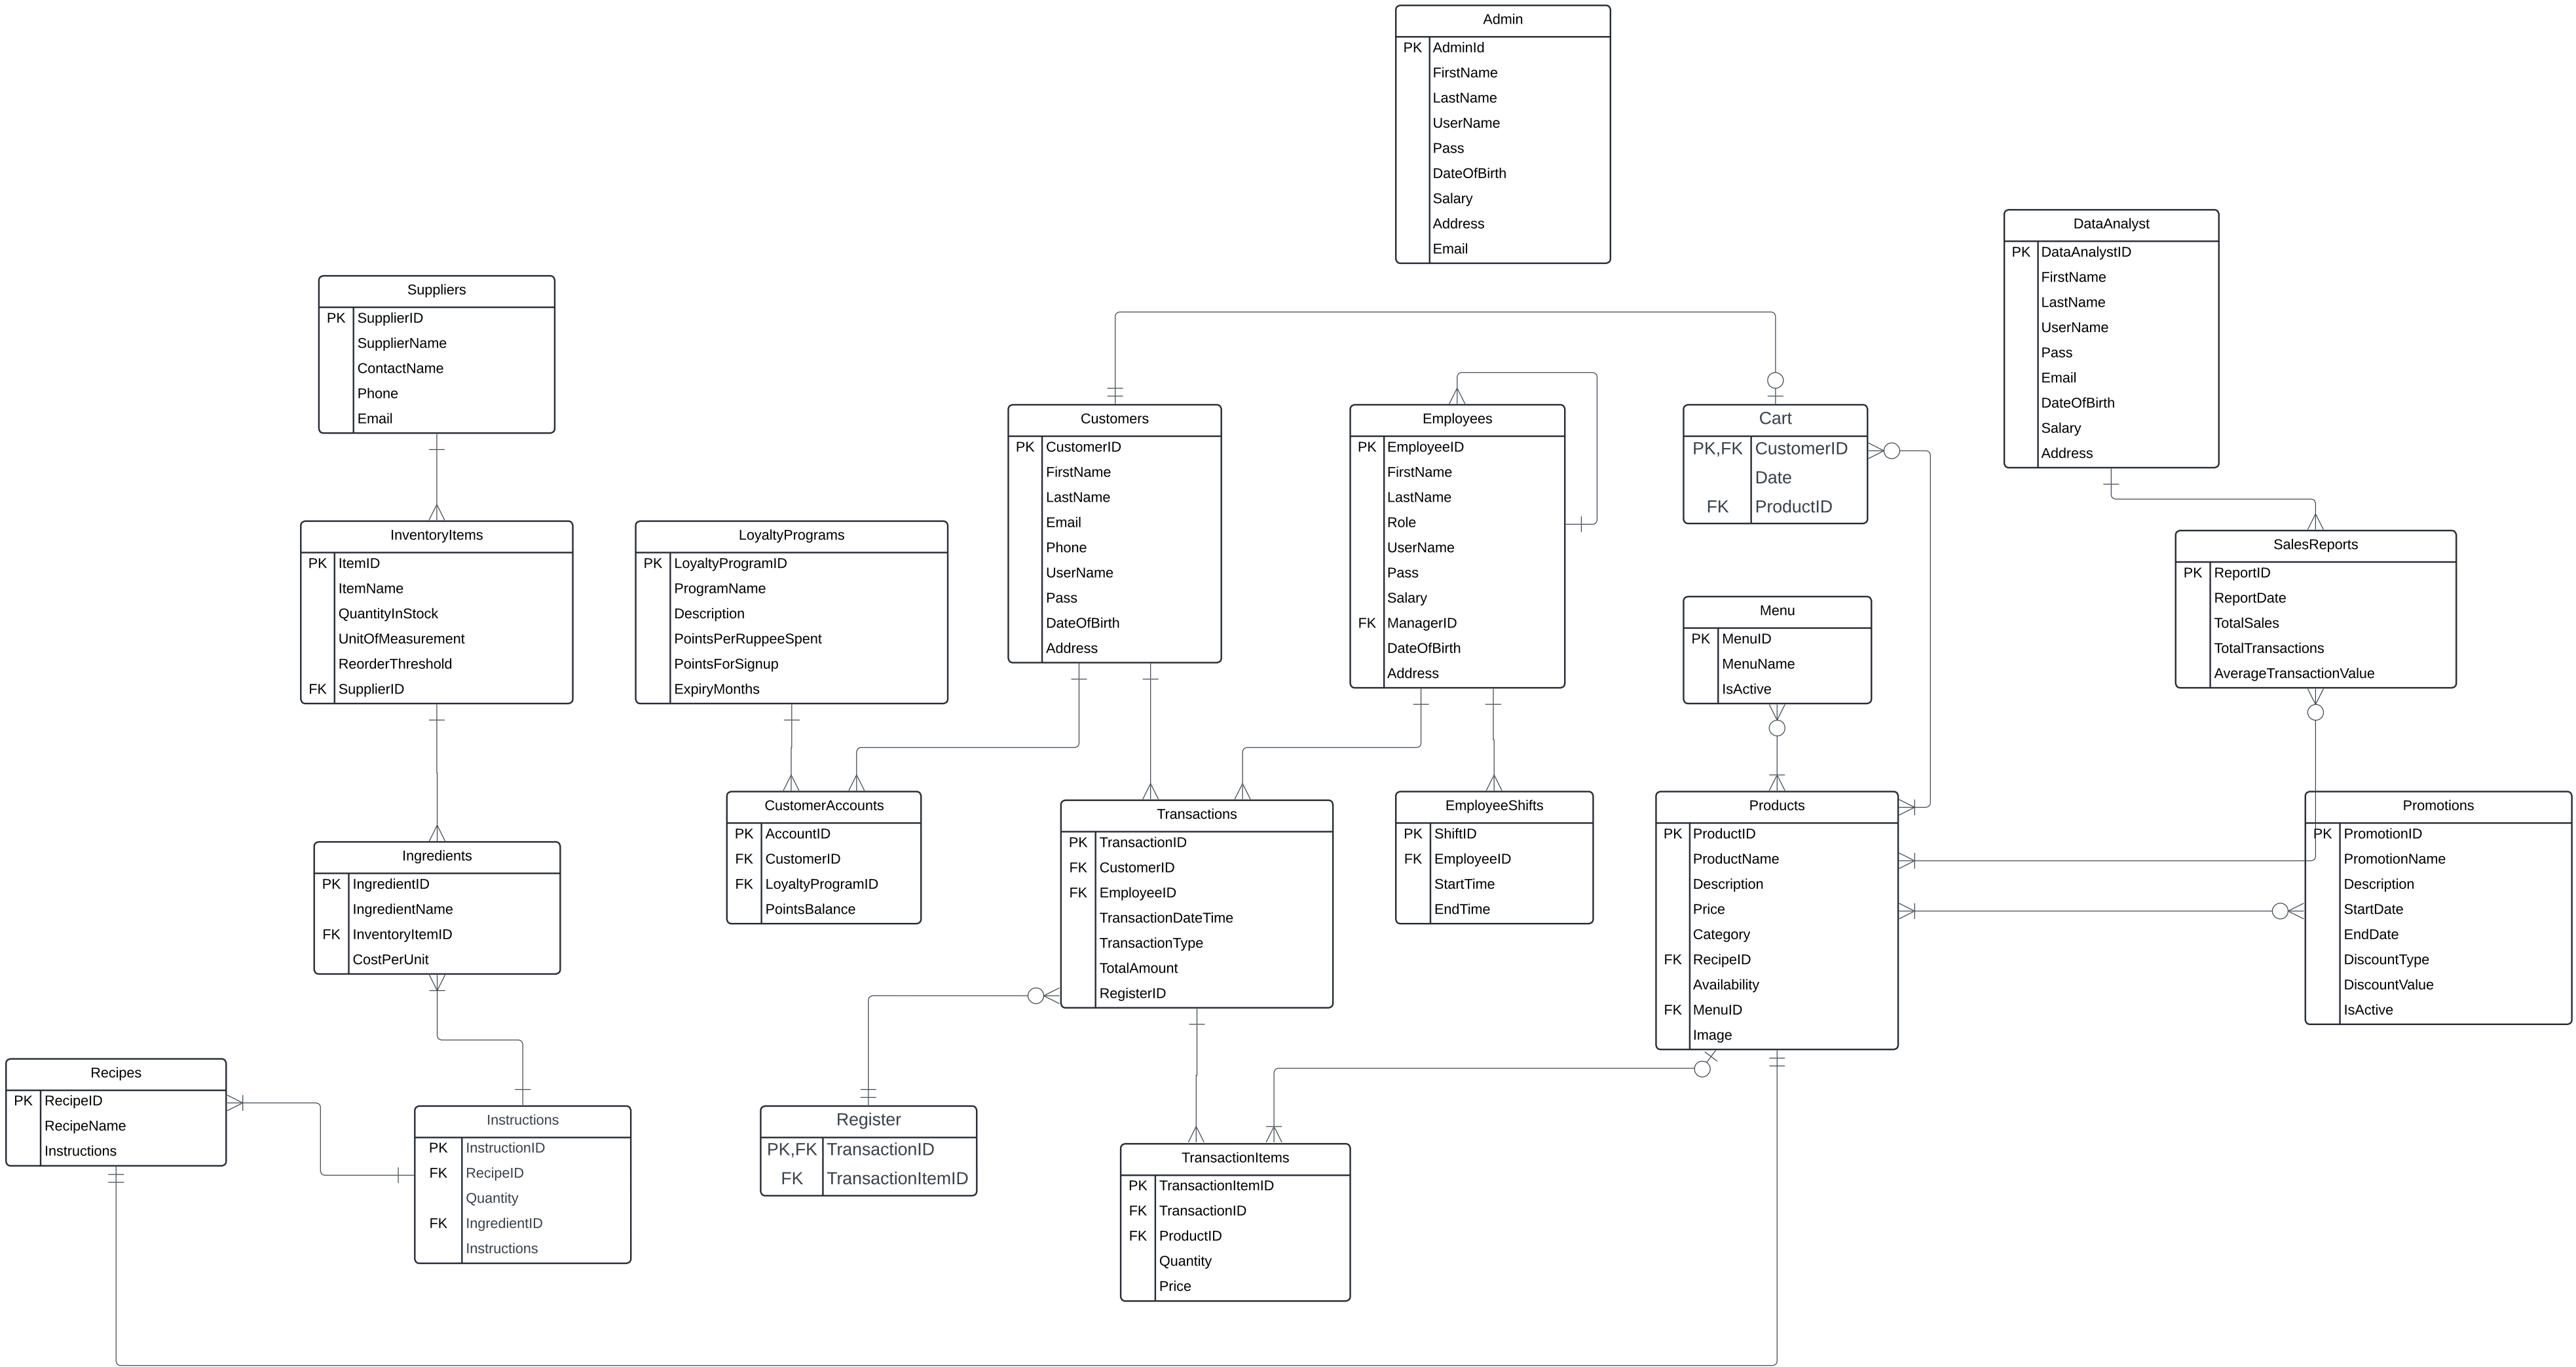 Admin
PK AdminId
FirstName
LastName
UserName
Pass
DateOfBirth
Salary
Address
Email
DataAnalyst
PK DataAnalystID
FirstName
LastName
UserName
Pass
Email
DateOfBirth
Salary
Address
Suppliers
PK SupplierID
SupplierName
ContactName
Phone
Email
Customers
PK CustomerID
FirstName
LastName
Email
Phone
UserName
Pass
DateOfBirth
Address
Employees
PK EmployeeID
FirstName
LastName
Role
UserName
Pass
Salary
FK ManagerID
DateOfBirth
Address
Cart
PK,FK CustomerID
Date
FK ProductID
InventoryItems
PK ItemID
ItemName
QuantityInStock
UnitOfMeasurement
ReorderThreshold
FK SupplierID
LoyaltyPrograms
PK LoyaltyProgramID
ProgramName
Description
PointsPerRuppeeSpent
PointsForSignup
ExpiryMonths
Menu
PK MenuID
MenuName
IsActive
SalesReports
PK ReportID
ReportDate
TotalSales
TotalTransactions
AverageTransactionValue
Ingredients
PK IngredientID
IngredientName
FK InventoryItemID
CostPerUnit
CustomerAccounts
PK AccountID
FK CustomerID
FK LoyaltyProgramID
PointsBalance
Transactions
PK TransactionID
FK CustomerID
FK EmployeeID
TransactionDateTime
TransactionType
TotalAmount
RegisterID
EmployeeShifts
PK ShiftID
FK EmployeeID
StartTime
EndTime
Products
PK ProductID
ProductName
Description
Price
Category
FK RecipeID
Availability
FK MenuID
Image
Promotions
PK PromotionID
PromotionName
Description
StartDate
EndDate
DiscountType
DiscountValue
IsActive
Recipes
PK RecipeID
RecipeName
Instructions
Instructions
PK InstructionID
FK RecipeID
Quantity
FK IngredientID
Instructions
Register
PK,FK TransactionID
FK TransactionItemID
TransactionItems
PK TransactionItemID
FK TransactionID
FK ProductID
Quantity
Price